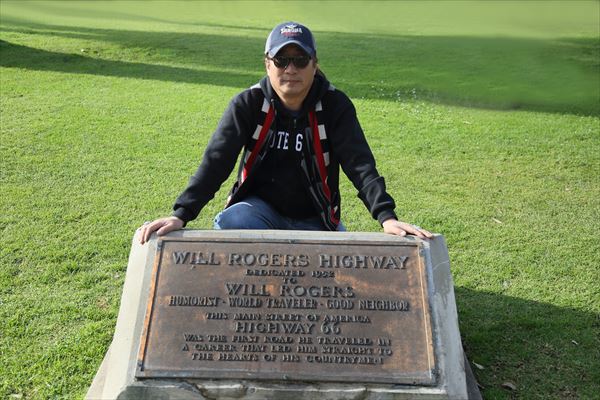 OTE 6
WILL ROGERS HIGHWAY
DEDICATED 1952
TO
WILL ROGERS
HUMORIST - WORLD TRAVELER - GOOD NEIGHBOR
THIS MAIN STREET OF AMERICA
HIGHWAY 66
WAS THE FIRST ROAD HE TRAVELED IN
A CAREER THAT LED HIM STRAIGHT TO
THE HEARTS OF HIS COUNTRYMEN